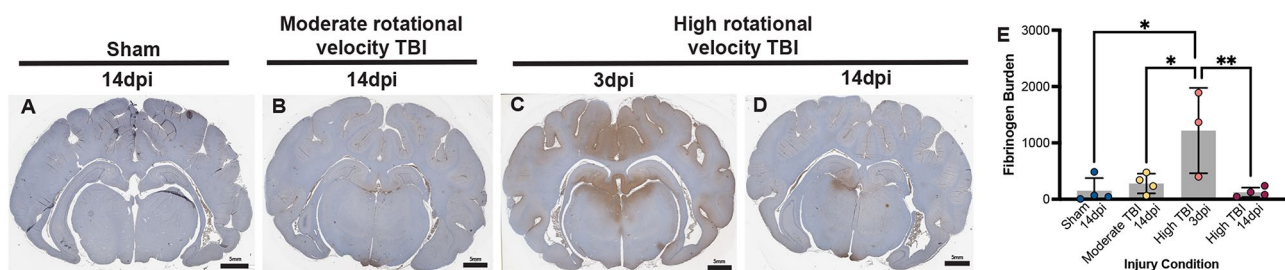 Sham
14dpi
Moderate rotational
velocity TBI
14dpi
High rotational
velocity TBI
3dpi
14dpi
A
5mm
B
5mm
C
5mm
D
5mm
E
Fibrinogen Burden
3000
2000
1000
0
*
*
**
Sham
14dpi
Moderate TBI
14dpi
High TBI
3dpi
High TBI
14dpi
Injury Condition